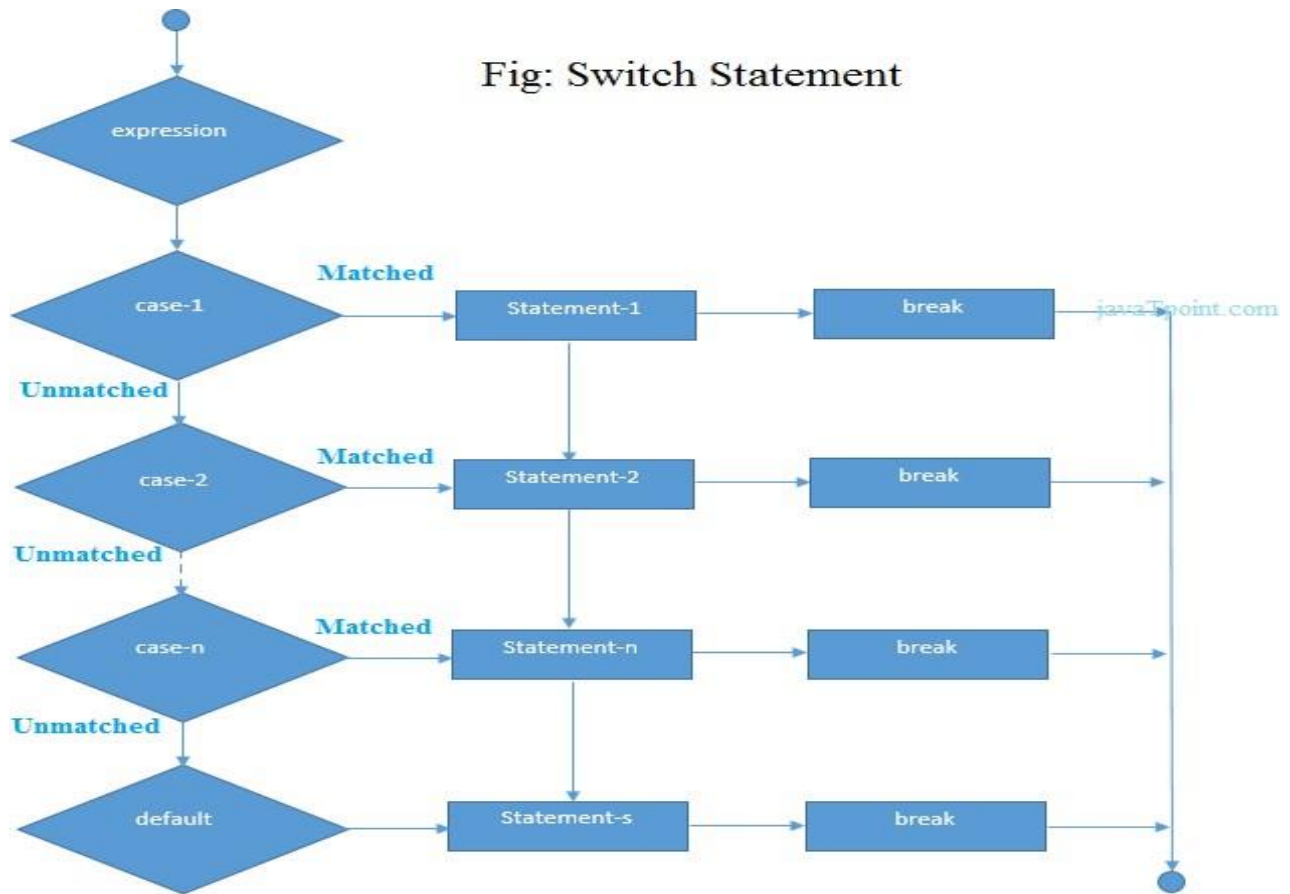 Fig: Switch Statement
expression
Matched
case-1
Statement-1
break
javaTpoint.com
Unmatched
Matched
case-2
Statement-2
break
Unmatched
Matched
case-n
Statement-n
break
Unmatched
default
Statement-s
break